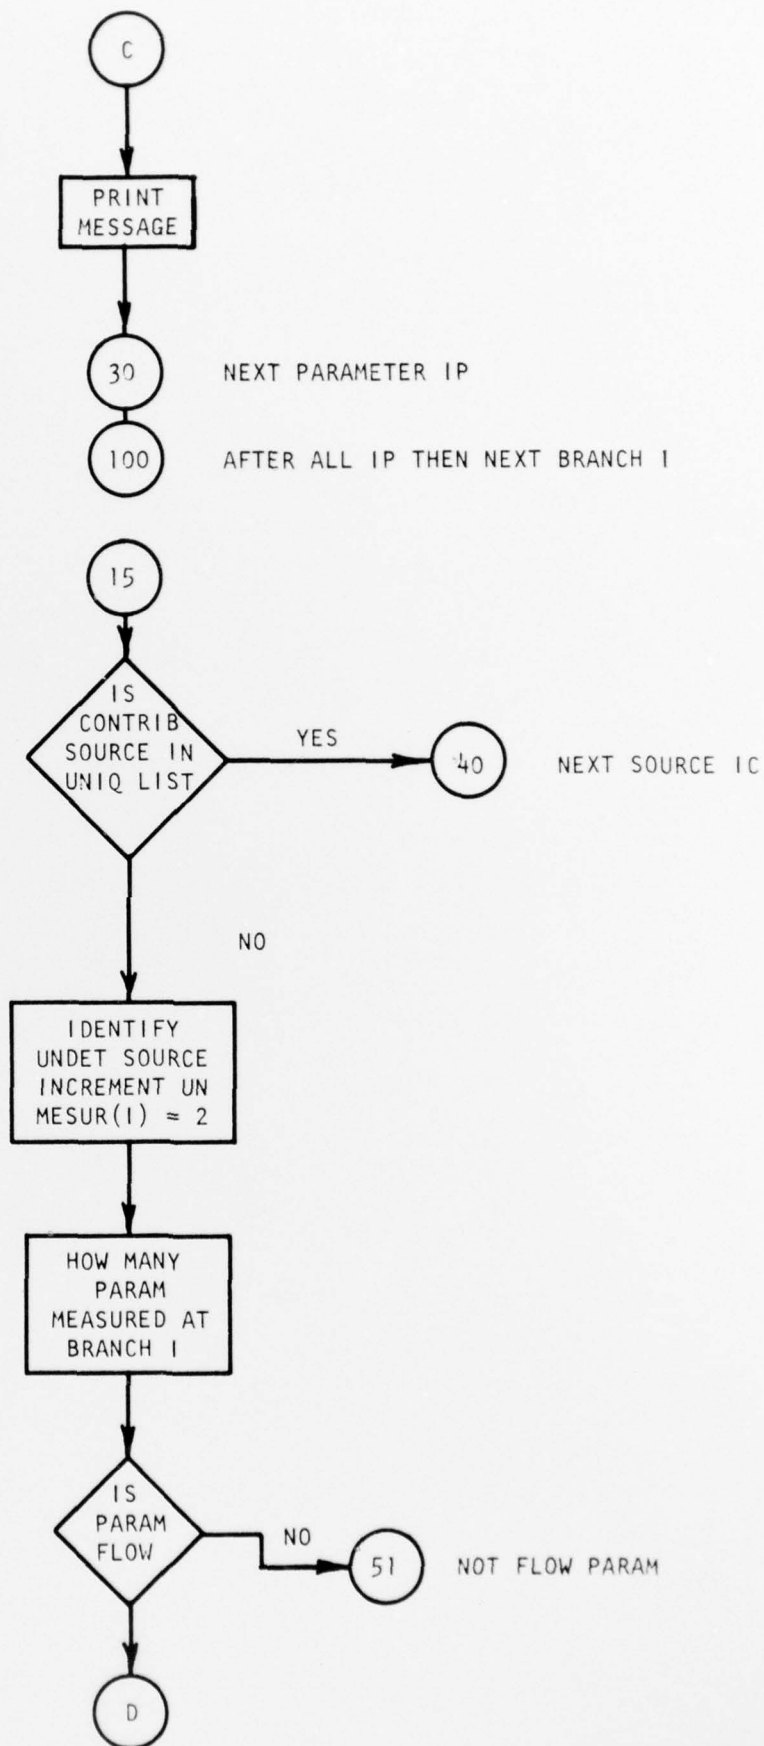 C
PRINT
MESSAGE
30 NEXT PARAMETER IP
100 AFTER ALL IP THEN NEXT BRANCH I
15
IS
CONTRIB
SOURCE IN
UNIQ LIST
YES
40 NEXT SOURCE IC
NO
IDENTIFY
UNDET SOURCE
INCREMENT UN
MESUR(I) = 2
HOW MANY
PARAM
MEASURED AT
BRANCH I
IS
PARAM
FLOW
NO
51 NOT FLOW PARAM
D